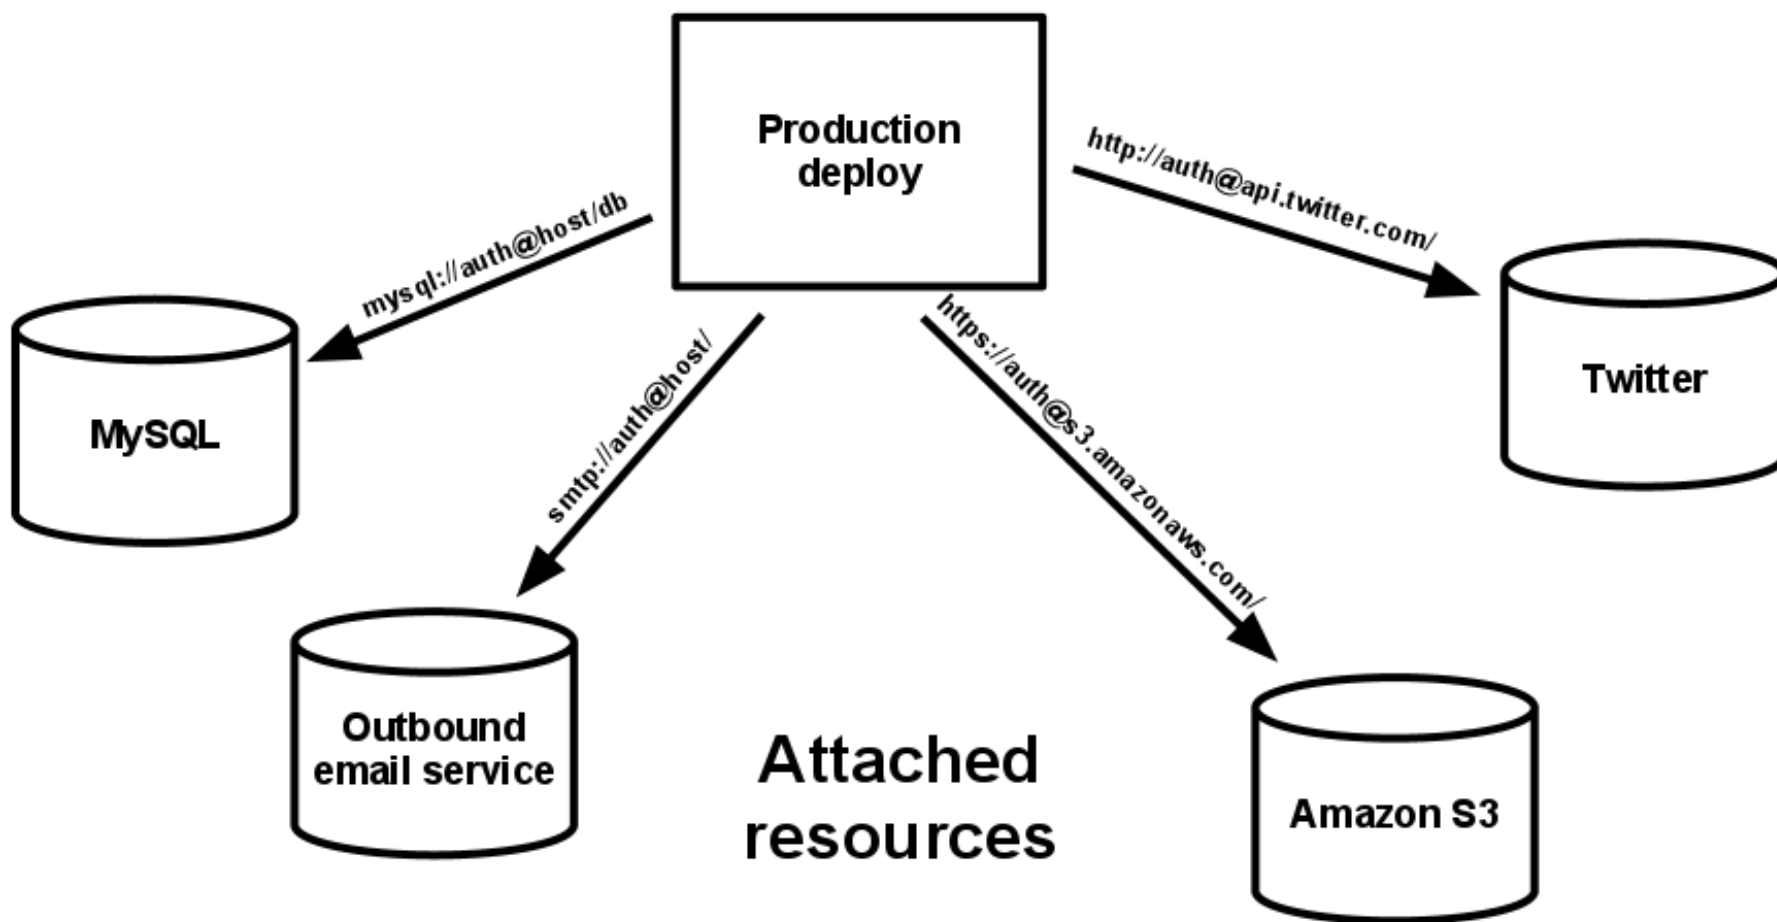 Production
deploy
http://auth@api.twitter.com/
mysql://auth@host/db
https://auth@s3.amazonaws.com/
smtp://auth@host/
Twitter
MySQL
Outbound
email service
Attached
resources
Amazon S3